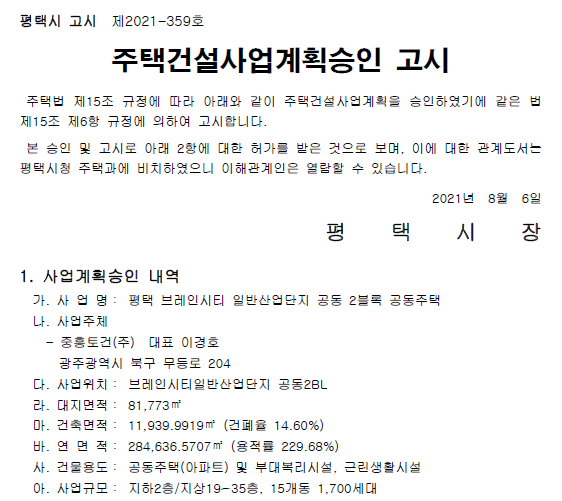 평택시 고시 제2021-359호
주택건설사업계획승인 고시
주택법 제15조 규정에 따라 아래와 같이 주택건설사업계획을 승인하였기에 같은 법
제15조 제6항 규정에 의하여 고시합니다.
본 승인 및 고시로 아래 2항에 대한 허가를 받은 것으로 보며, 이에 대한 관계도서는
평택시청 주택과에 비치하였으니 이해관계인은 열람할 수 있습니다.
2021년 8월 6일
평 택 시 장
1. 사업계획승인 내역
가. 사 업 명 : 평택 브레인시티 일반산업단지 공동 2블록 공동주택
나. 사업주체
- 중흥토건(주) 대표 이경호
광주광역시 북구 무등로 204
다. 사업위치 : 브레인시티일반산업단지 공동2BL
라. 대지면적 : 81,773㎡
마. 건축면적 : 11,939.9919㎡ (건폐율 14.60%)
바. 연 면 적 : 284,636.5707㎡ (용적률 229.68%)
사. 건물용도 : 공동주택(아파트) 및 부대복리시설, 근린생활시설
아. 사업규모 : 지하2층/지상19-35층, 15개동 1,700세대